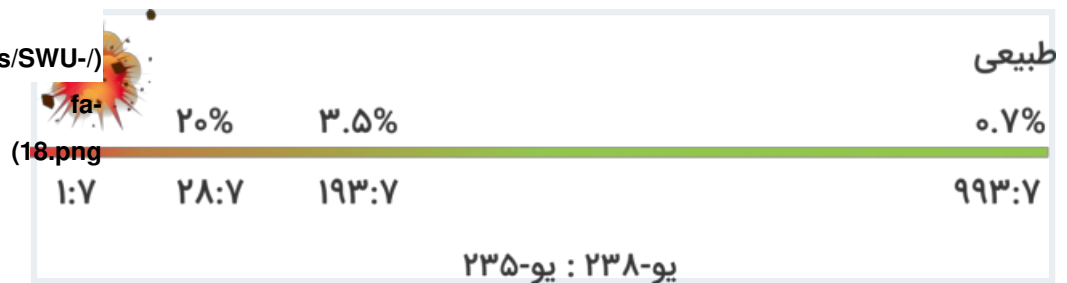 s/SWU-/)
طبیعی
fa-
۲۰% ۳.۵% ۰.۷%
(18.png
۱:۷ ۲۸:۷ ۱۹۳:۷ ۹۹۳:۷
یو-۲۳۸ : یو-۲۳۵